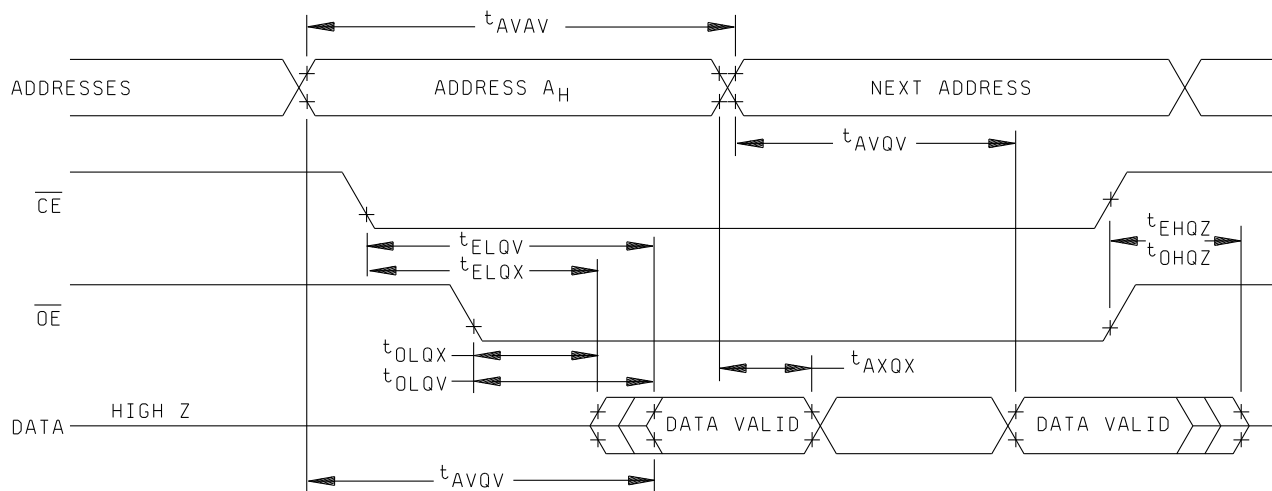 tAVAV
ADDRESSES ADDRESS AH NEXT ADDRESS
tAVQV
CE
tELQV
tEHQZ
tELQX
tOHQZ
OE
tOLQX
tAXQX
tOLQV
HIGH Z
DATA DATA VALID DATA VALID
tAVQV